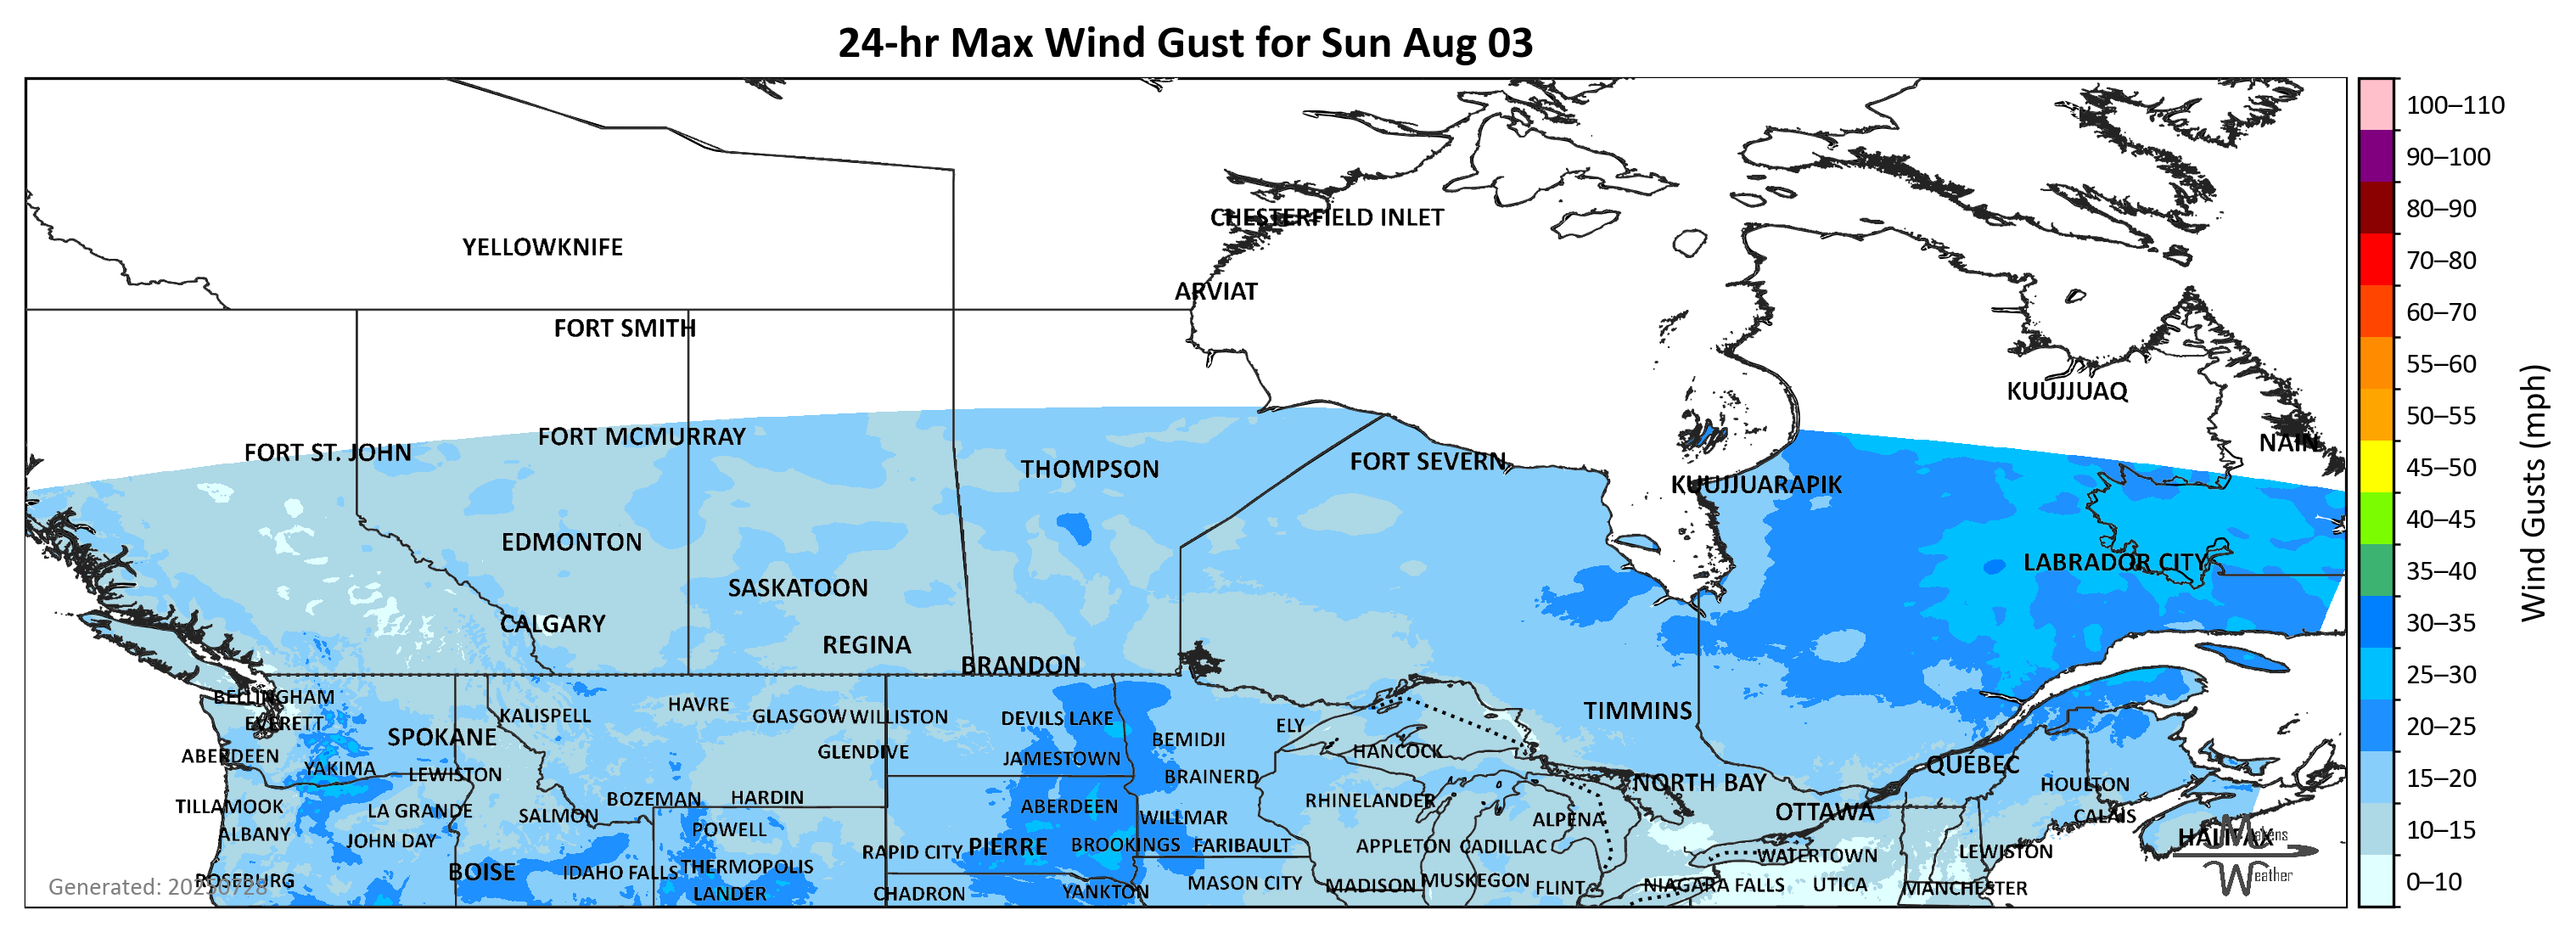 24-hr Max Wind Gust for Sun Aug 03
100–110
90–100
80–90
70–80
60–70
55–60
50–55
45–50
40–45
35–40
30–35
25–30
20–25
15–20
10–15
0–10
Wind Gusts (mph)
CHESTERFIELD INLET
YELLOWKNIFE
ARVIAT
FORT SMITH
KUUJJUAQ
FORT MCMURRAY
NAIN
FORT ST. JOHN
FORT SEVERN
THOMPSON
KUUJJUARAPIK
EDMONTON
LABRADOR CITY
SASKATOON
CALGARY
REGINA
BRANDON
BELLINGHAM
HAVRE
TIMMINS
KALISPELL
GLASGOW
WILLISTON
DEVILS LAKE
EVERETT
ELY
SPOKANE
BEMIDJI
GLENDIVE
HANCOCK
ABERDEEN
JAMESTOWN
QUÉBEC
YAKIMA
LEWISTON
BRAINERD
NORTH BAY
HOULTON
BOZEMAN
HARDIN
RHINELANDER
TILLAMOOK
ABERDEEN
LA GRANDE
OTTAWA
SALMON
WILLMAR
CALAIS
ALPENA
POWELL
ALBANY
HALIFAX
JOHN DAY
PIERRE
BROOKINGS
FARIBAULT
APPLETON
CADILLAC
RAPID CITY
LEWISTON
WATERTOWN
THERMOPOLIS
BOISE
IDAHO FALLS
ROSEBURG
MUSKEGON
MASON CITY
MADISON
NIAGARA FALLS
UTICA
FLINT
MANCHESTER
YANKTON
LANDER
CHADRON
Generated: 20250728
Makens
Weather